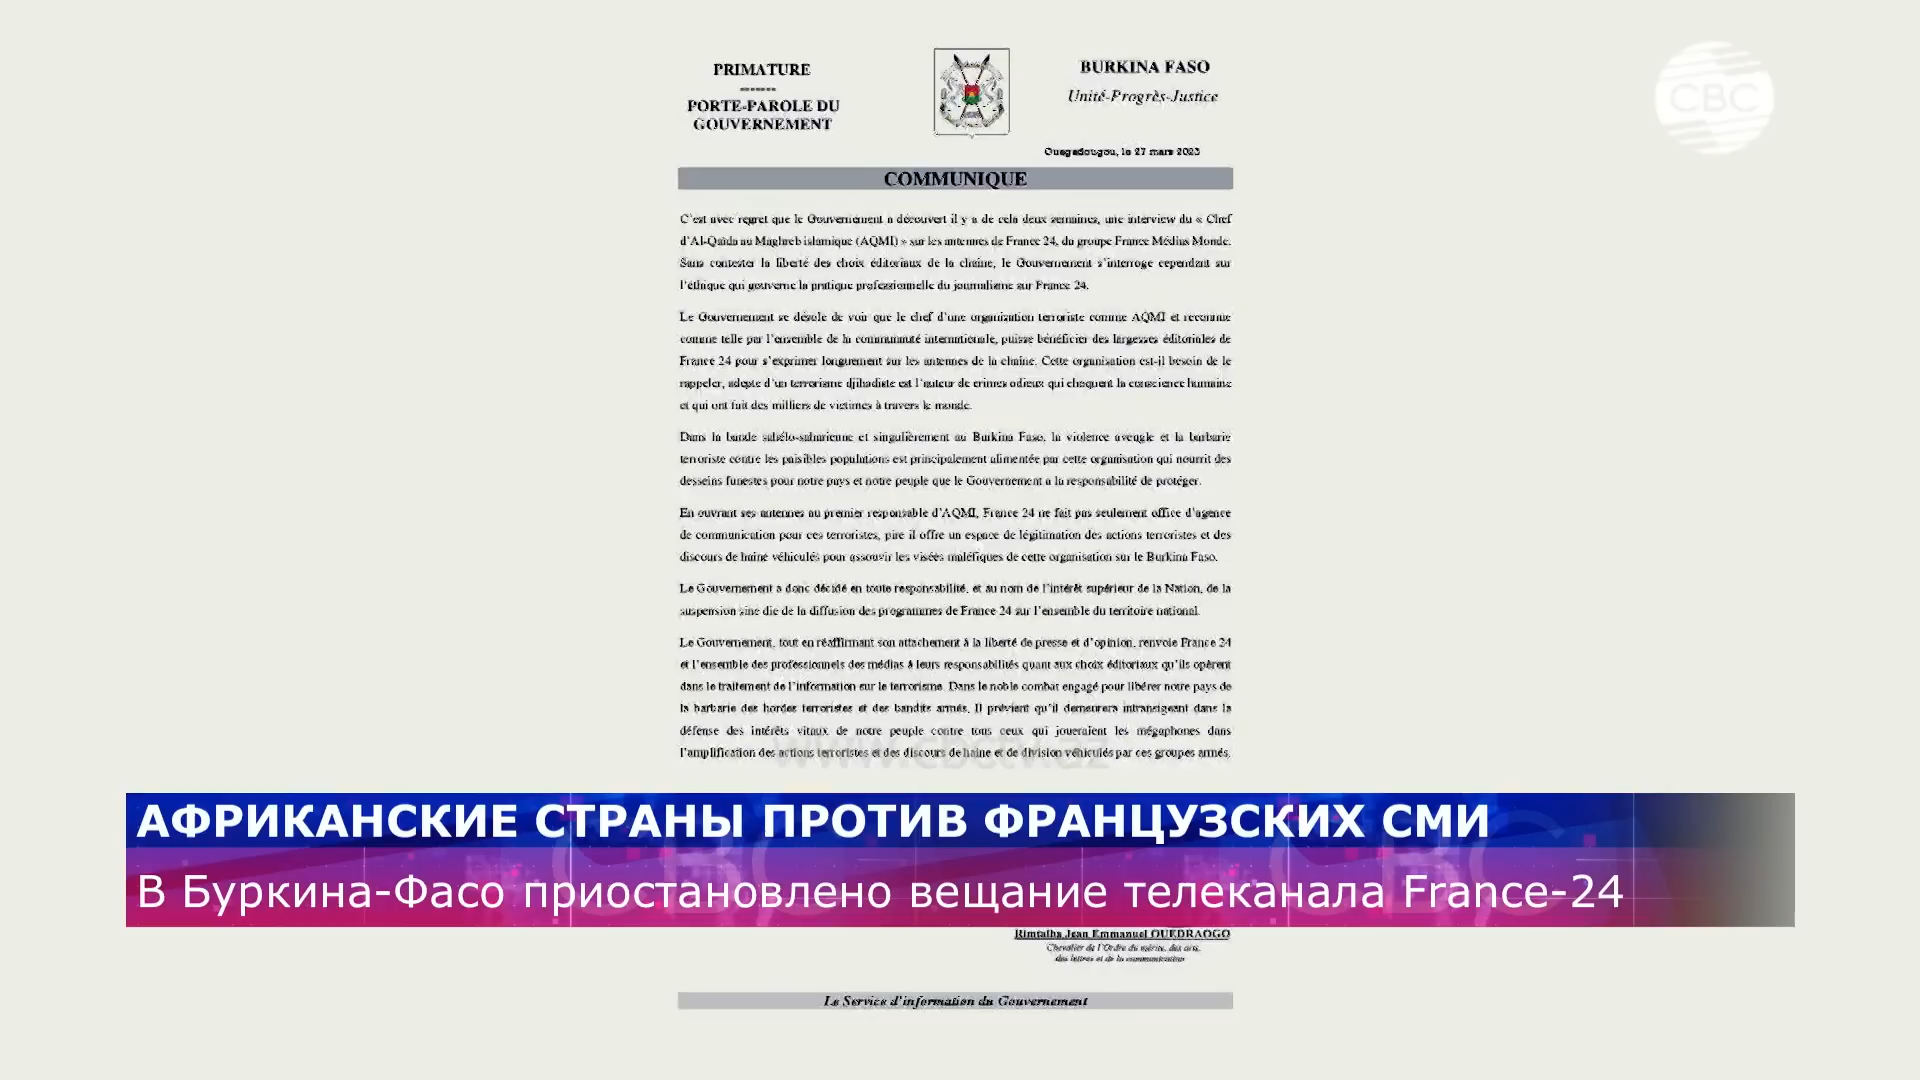 PRIMATURE
-------
PORTE-PAROLE DU
GOUVERNEMENT
BURKINA FASO
Unité-Progrès-Justice
CBC
Ouagadougou, le 27 mars 2023
COMMUNIQUE
C'est avec regret que le Gouvernement a découvert il y a de cela deux semaines, une interview du « Chef
d'Al-Qaïda au Maghreb islamique (AQMI) » sur les antennes de France 24, du groupe France Médias Monde.
Sans contester la liberté des choix éditoriaux de la chaîne, le Gouvernement s'interroge cependant sur
l'éthique qui gouverne la pratique professionnelle du journalisme sur France 24.
Le Gouvernement se désole de voir que le chef d'une organisation terroriste comme AQMI et reconnue
comme telle par l'ensemble de la communauté internationale, puisse bénéficier des largesses éditoriales de
France 24 pour s'exprimer longuement sur les antennes de la chaîne. Cette organisation est-il besoin de le
rappeler, adepte d'un terrorisme djihadiste est l'auteur de crimes odieux qui choquent la conscience humaine
et qui ont fait des milliers de victimes à travers le monde.
Dans la bande sahélo-saharienne et singulièrement au Burkina Faso, la violence aveugle et la barbarie
terroriste contre les paisibles populations est principalement alimentée par cette organisation qui nourrit des
desseins funestes pour notre pays et notre peuple que le Gouvernement a la responsabilité de protéger.
En ouvrant ses antennes au premier responsable d'AQMI, France 24 ne fait pas seulement office d'agence
de communication pour ces terroristes, pire il offre un espace de légitimation des actions terroristes et des
discours de haine véhiculés pour assouvir les visées maléfiques de cette organisation sur le Burkina Faso.
Le Gouvernement a donc décidé en toute responsabilité, et au nom de l'intérêt supérieur de la Nation, de la
suspension sine die de la diffusion des programmes de France 24 sur l'ensemble du territoire national.
Le Gouvernement, tout en réaffirmant son attachement à la liberté de presse et d'opinion, renvoie France 24
et l'ensemble des professionnels des médias à leurs responsabilités quant aux choix éditoriaux qu'ils opèrent
dans le traitement de l'information sur le terrorisme. Dans le noble combat engagé pour libérer notre pays de
la barbarie des hordes terroristes et des bandits armés, Il prévient qu'il demeurera intransigeant dans la
défense des intérêts vitaux de notre peuple contre tous ceux qui joueraient les mégaphones dans
l'amplification des actions terroristes et des discours de haine et de division véhiculés par ces groupes armés.
www.cbctv.az
АФРИКАНСКИЕ СТРАНЫ ПРОТИВ ФРАНЦУЗСКИХ СМИ
В Буркина-Фасо приостановлено вещание телеканала France-24
Rimtalba Jean Emmanuel OUEDRAOGO
Chevalier de l'Ordre du mérite, des arts,
des lettres et de la communication
Le Service d'information du Gouvernement